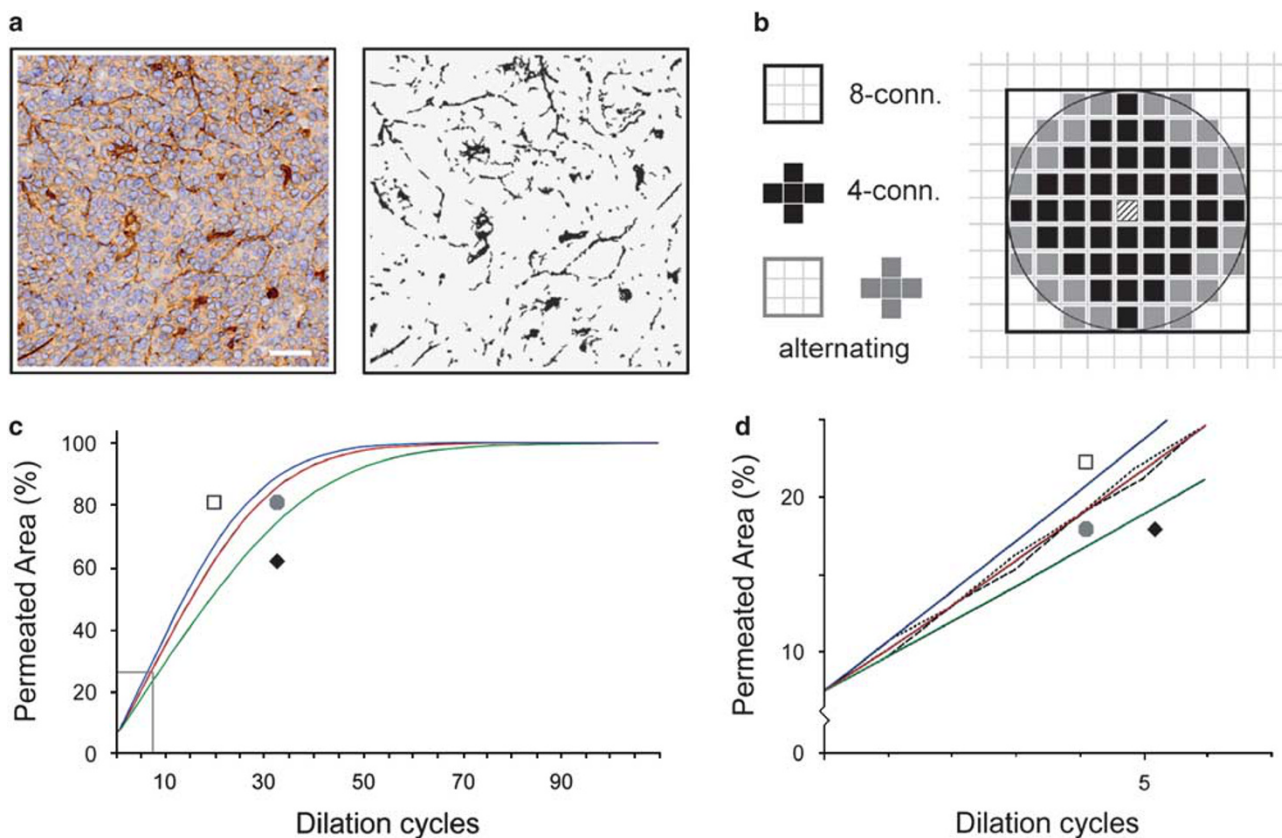 a
b
8-conn.
4-conn.
alternating
c
Permeated Area (%)
100
80
60
40
20
0
10 30 50 70 90
Dilation cycles
d
Permeated Area (%)
20
10
0
5
Dilation cycles